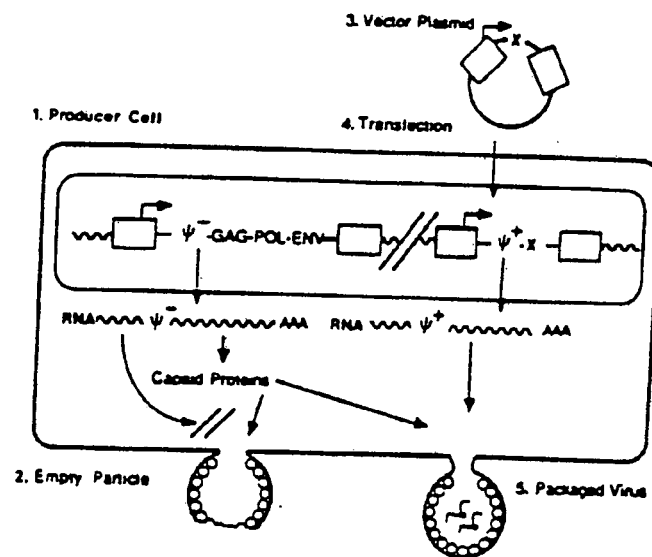 3. Vector Plasmid
X
1. Producer Cell
4. Transfection
Ψ⁻-GAG-POL-ENV
Ψ⁺-X
RNA Ψ⁻ AAA
RNA Ψ⁺ AAA
Capsid Proteins
2. Empty Particle
5. Packaged Virus